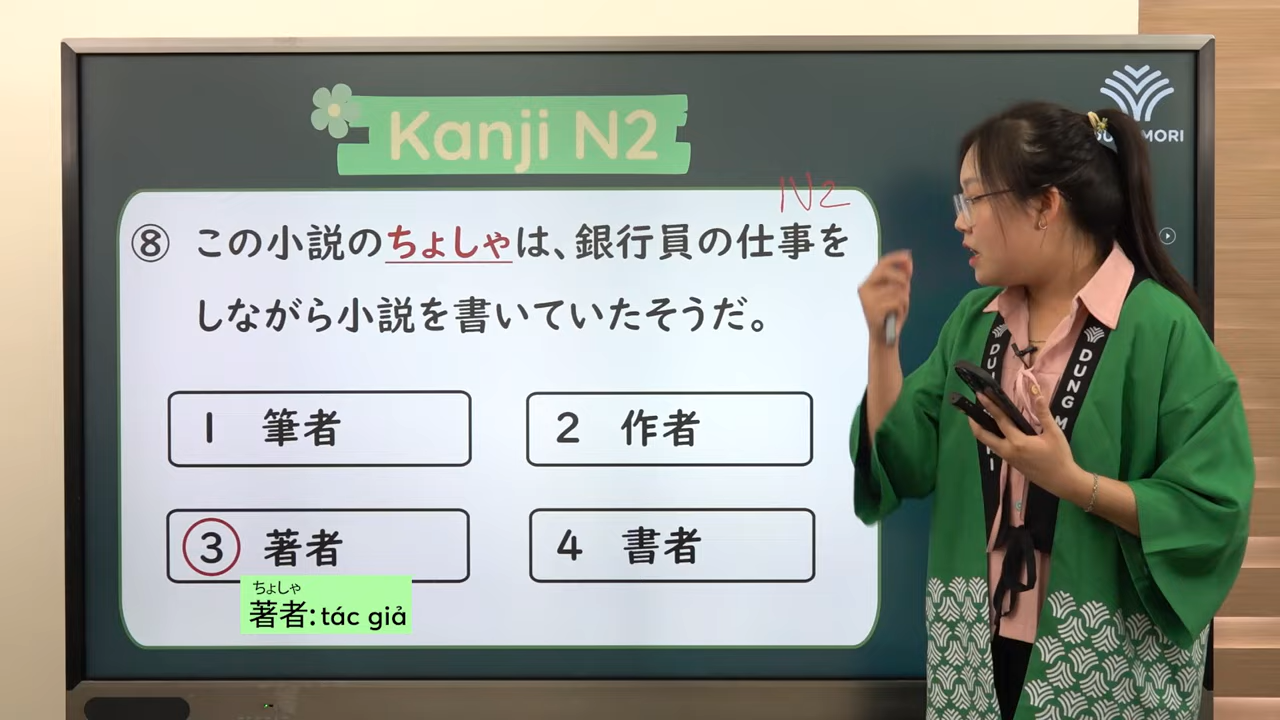 Kanji N2
N2
⑧ この小説のちょしゃは、銀行員の仕事を
しながら小説を書いていたそうだ。
1 筆者
2 作者
3 著者
4 書者
ちょしゃ
著者: tác giả
MORI
DUNG M